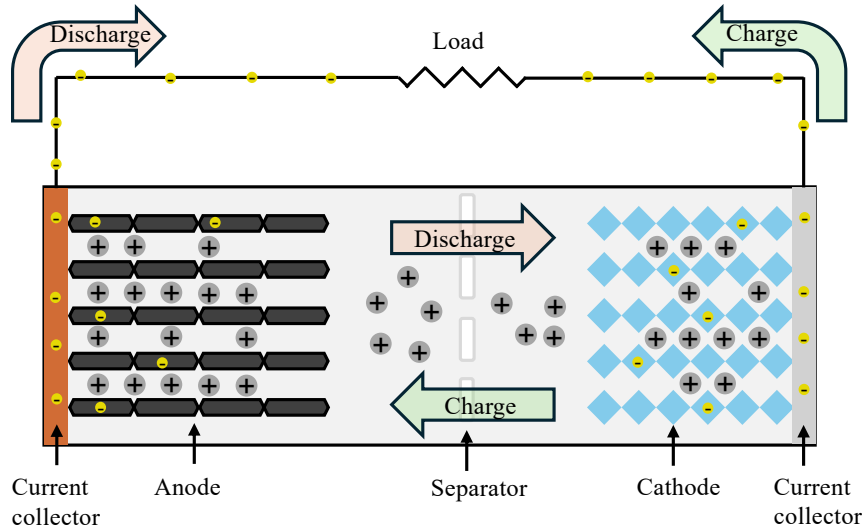 Discharge
Charge
Load
Discharge
Charge
Current
collector
Anode
Separator
Cathode
Current
collector